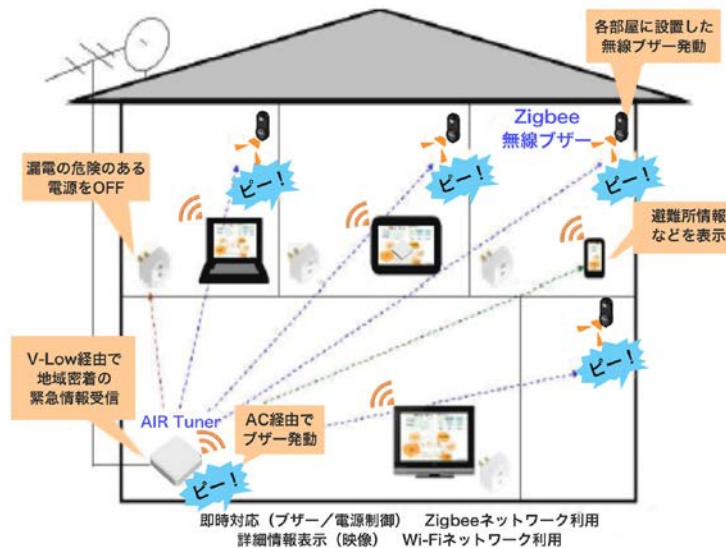 各部屋に設置した
無線ブザー発動
Zigbee
無線ブザー
漏電の危険のある
電源をOFF
ピー！
ピー！
ピー！
避難所情報
などを表示
V-Low経由で
地域密着の
緊急情報受信
AIR Tuner
AC経由で
ブザー発動
ピー！
ピー！
即時対応（ブザー／電源制御） Zigbeeネットワーク利用
詳細情報表示（映像） Wi-Fiネットワーク利用